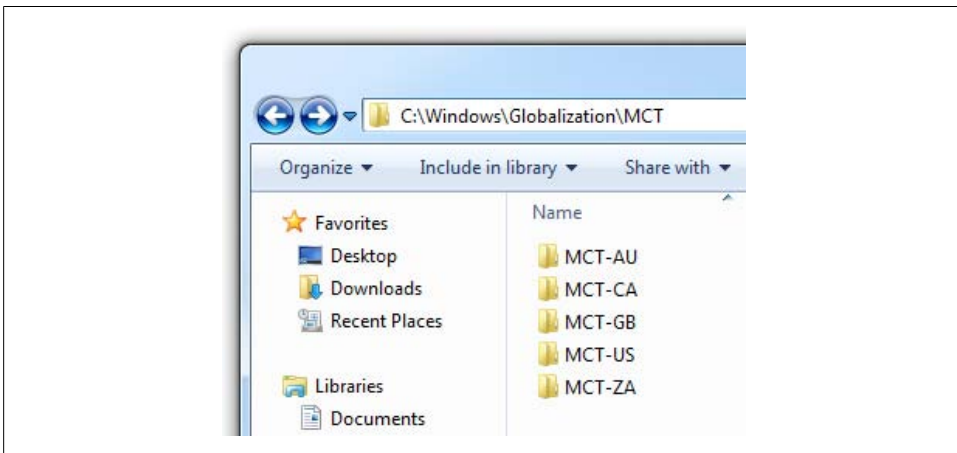 C:\Windows\Globalization\MCT
Organize Include in library Share with
Favorites
Desktop
Downloads
Recent Places
Libraries
Documents
Name
MCT-AU
MCT-CA
MCT-GB
MCT-US
MCT-ZA